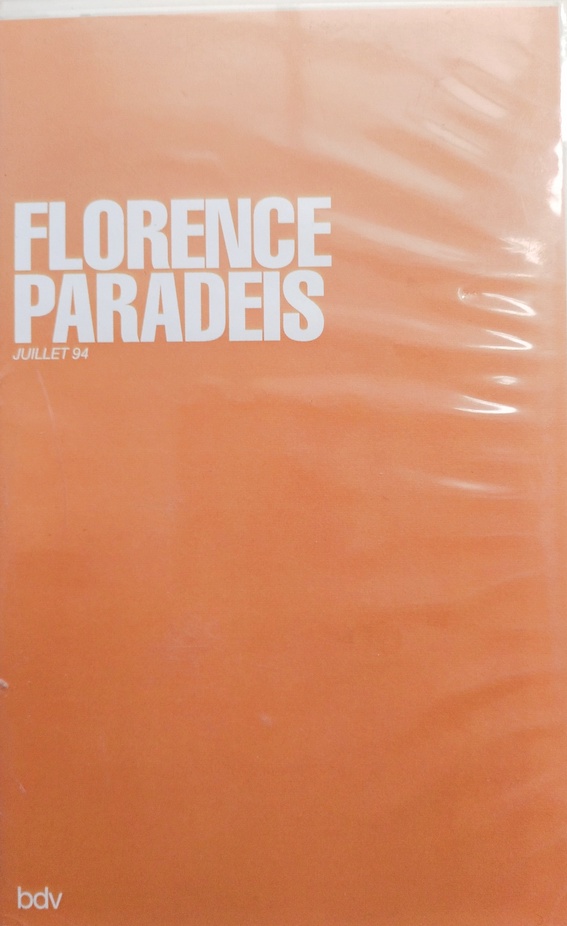 FLORENCE
PARADEIS
JUILLET 94
bdv